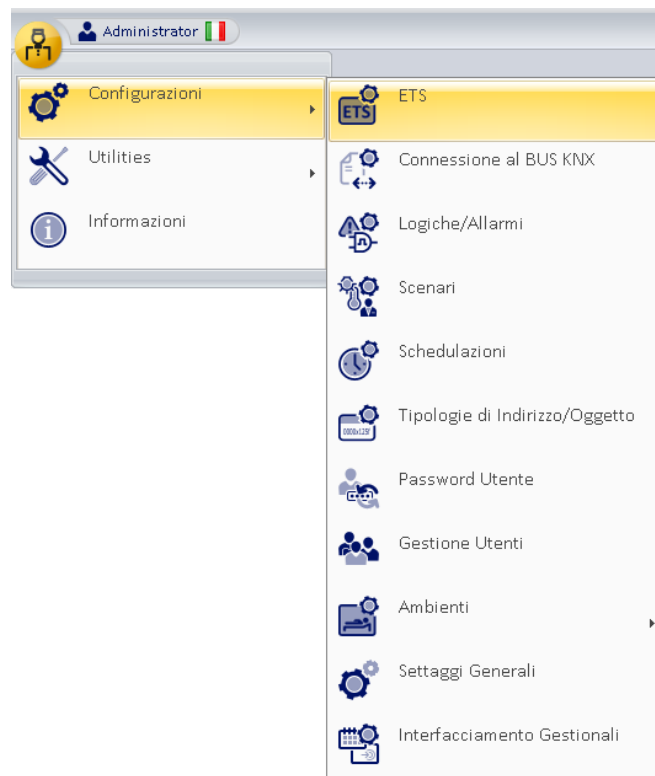 Administrator
Configurazioni
Utilities
Informazioni
ETS
ETS
Connessione al BUS KNX
Logiche/Allarmi
Scenari
Schedulazioni
Tipologie di Indirizzo/Oggetto
Password Utente
Gestione Utenti
Ambienti
Settaggi Generali
Interfacciamento Gestionali